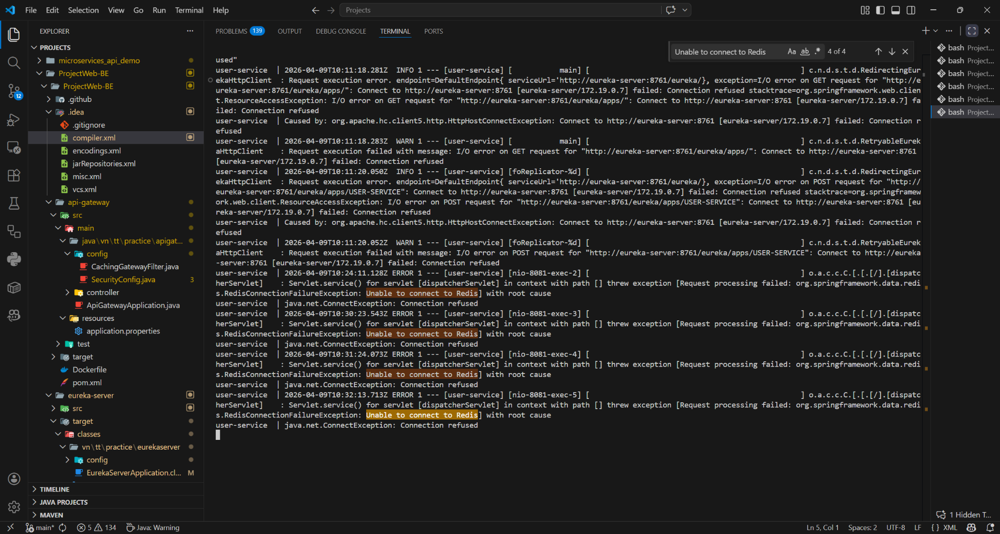 File Edit Selection View Go Run Terminal Help
Projects
EXPLORER
PROJECTS
microservices_api_demo
ProjectWeb-BE
ProjectWeb-BE
.github
.idea
.gitignore
compiler.xml
encodings.xml
jarRepositories.xml
misc.xml
vcs.xml
api-gateway
src
main
java\vn\tt\practice\apigat...
config
CachingGatewayFilter.java
SecurityConfig.java 3
controller
ApiGatewayApplication.java
resources
application.properties
test
target
Dockerfile
pom.xml
eureka-server
src
target
classes
vn\tt\practice\eurekaserver
config
EurekaServerApplication.cl... M
TIMELINE
JAVA PROJECTS
MAVEN
12
PROBLEMS 139 OUTPUT DEBUG CONSOLE TERMINAL PORTS
Unable to connect to Redis Aa ab .* 4 of 4
used"
user-service  | 2026-04-09T10:11:18.281Z  INFO 1 --- [user-service] [           main] [                                                 ] c.n.d.s.t.d.RedirectingEur
ekaHttpClient  : Request execution error. endpoint=DefaultEndpoint{ serviceUrl='http://eureka-server:8761/eureka/}, exception=I/O error on GET request for "http://e
ureka-server:8761/eureka/apps/": Connect to http://eureka-server:8761 [eureka-server/172.19.0.7] failed: Connection refused stacktrace=org.springframework.web.clien
t.ResourceAccessException: I/O error on GET request for "http://eureka-server:8761/eureka/apps/": Connect to http://eureka-server:8761 [eureka-server/172.19.0.7] fa
iled: Connection refused
user-service  | Caused by: org.apache.hc.client5.http.HttpHostConnectException: Connect to http://eureka-server:8761 [eureka-server/172.19.0.7] failed: Connection r
efused
user-service  | 2026-04-09T10:11:18.283Z  WARN 1 --- [user-service] [           main] [                                                 ] c.n.d.s.t.d.RetryableEurek
aHttpClient    : Request execution failed with message: I/O error on GET request for "http://eureka-server:8761/eureka/apps/": Connect to http://eureka-server:8761
[eureka-server/172.19.0.7] failed: Connection refused
user-service  | 2026-04-09T10:11:20.050Z  INFO 1 --- [user-service] [foReplicator-%d] [                                                 ] c.n.d.s.t.d.RedirectingEur
ekaHttpClient  : Request execution error. endpoint=DefaultEndpoint{ serviceUrl='http://eureka-server:8761/eureka/}, exception=I/O error on POST request for "http://
eureka-server:8761/eureka/apps/USER-SERVICE": Connect to http://eureka-server:8761 [eureka-server/172.19.0.7] failed: Connection refused stacktrace=org.springframew
ork.web.client.ResourceAccessException: I/O error on POST request for "http://eureka-server:8761/eureka/apps/USER-SERVICE": Connect to http://eureka-server:8761 [eu
reka-server/172.19.0.7] failed: Connection refused
user-service  | Caused by: org.apache.hc.client5.http.HttpHostConnectException: Connect to http://eureka-server:8761 [eureka-server/172.19.0.7] failed: Connection r
efused
user-service  | 2026-04-09T10:11:20.052Z  WARN 1 --- [user-service] [foReplicator-%d] [                                                 ] c.n.d.s.t.d.RetryableEurek
aHttpClient    : Request execution failed with message: I/O error on POST request for "http://eureka-server:8761/eureka/apps/USER-SERVICE": Connect to http://eureka
-server:8761 [eureka-server/172.19.0.7] failed: Connection refused
user-service  | 2026-04-09T10:24:11.128Z ERROR 1 --- [user-service] [nio-8081-exec-2] [                                                 ] o.a.c.c.C.[.[.[/].[dispatc
herServlet]    : Servlet.service() for servlet [dispatcherServlet] in context with path [] threw exception [Request processing failed: org.springframework.data.redi
s.RedisConnectionFailureException: Unable to connect to Redis] with root cause
user-service  | java.net.ConnectException: Connection refused
user-service  | 2026-04-09T10:30:23.543Z ERROR 1 --- [user-service] [nio-8081-exec-3] [                                                 ] o.a.c.c.C.[.[.[/].[dispatc
herServlet]    : Servlet.service() for servlet [dispatcherServlet] in context with path [] threw exception [Request processing failed: org.springframework.data.redi
s.RedisConnectionFailureException: Unable to connect to Redis] with root cause
user-service  | java.net.ConnectException: Connection refused
user-service  | 2026-04-09T10:31:24.073Z ERROR 1 --- [user-service] [nio-8081-exec-4] [                                                 ] o.a.c.c.C.[.[.[/].[dispatc
herServlet]    : Servlet.service() for servlet [dispatcherServlet] in context with path [] threw exception [Request processing failed: org.springframework.data.redi
s.RedisConnectionFailureException: Unable to connect to Redis] with root cause
user-service  | java.net.ConnectException: Connection refused
user-service  | 2026-04-09T10:32:13.713Z ERROR 1 --- [user-service] [nio-8081-exec-5] [                                                 ] o.a.c.c.C.[.[.[/].[dispatc
herServlet]    : Servlet.service() for servlet [dispatcherServlet] in context with path [] threw exception [Request processing failed: org.springframework.data.redi
s.RedisConnectionFailureException: Unable to connect to Redis] with root cause
user-service  | java.net.ConnectException: Connection refused
bash Project...
bash Project...
bash Project...
bash Project...
bash Project...
bash Project...
1 Hidden T...
main* 5 134 Java: Warning Ln 5, Col 1 Spaces: 2 UTF-8 LF {} XML